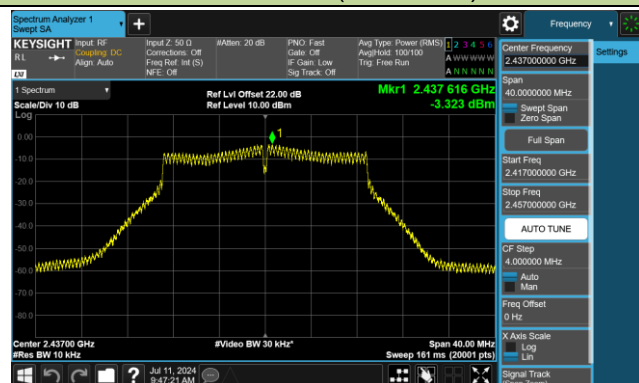 Spectrum Analyzer 1
Swept SA
Frequency
KEYSIGHT
RL
Input: RF
Coupling: DC
Align: Auto
Input Z: 50 Ω
Corrections: Off
Freq Ref: Int (S)
NFE: Off
#Atten: 20 dB
PNO: Fast
Gate: Off
IF Gain: Low
Sig Track: Off
Avg Type: Power (RMS)
Avg|Hold: 100/100
Trig: Free Run
1 2 3 4 5 6
A W W W W W
A N N N N N
Center Frequency
2.437000000 GHz
Settings
1 Spectrum
Scale/Div 10 dB
Log
Ref Lvl Offset 22.00 dB
Ref Level 10.00 dBm
Mkr1 2.437 616 GHz
-3.323 dBm
Span
40.0000000 MHz
Swept Span
Zero Span
Full Span
Start Freq
2.417000000 GHz
Stop Freq
2.457000000 GHz
AUTO TUNE
CF Step
4.000000 MHz
Auto
Man
Freq Offset
0 Hz
X Axis Scale
Log
Lin
Signal Track
1
0.00
-10.0
-20.0
-30.0
-40.0
-50.0
-60.0
-70.0
-80.0
Center 2.43700 GHz
#Res BW 10 kHz
#Video BW 30 kHz*
Span 40.00 MHz
Sweep 161 ms (20001 pts)
?
Jul 11, 2024
9:47:21 AM